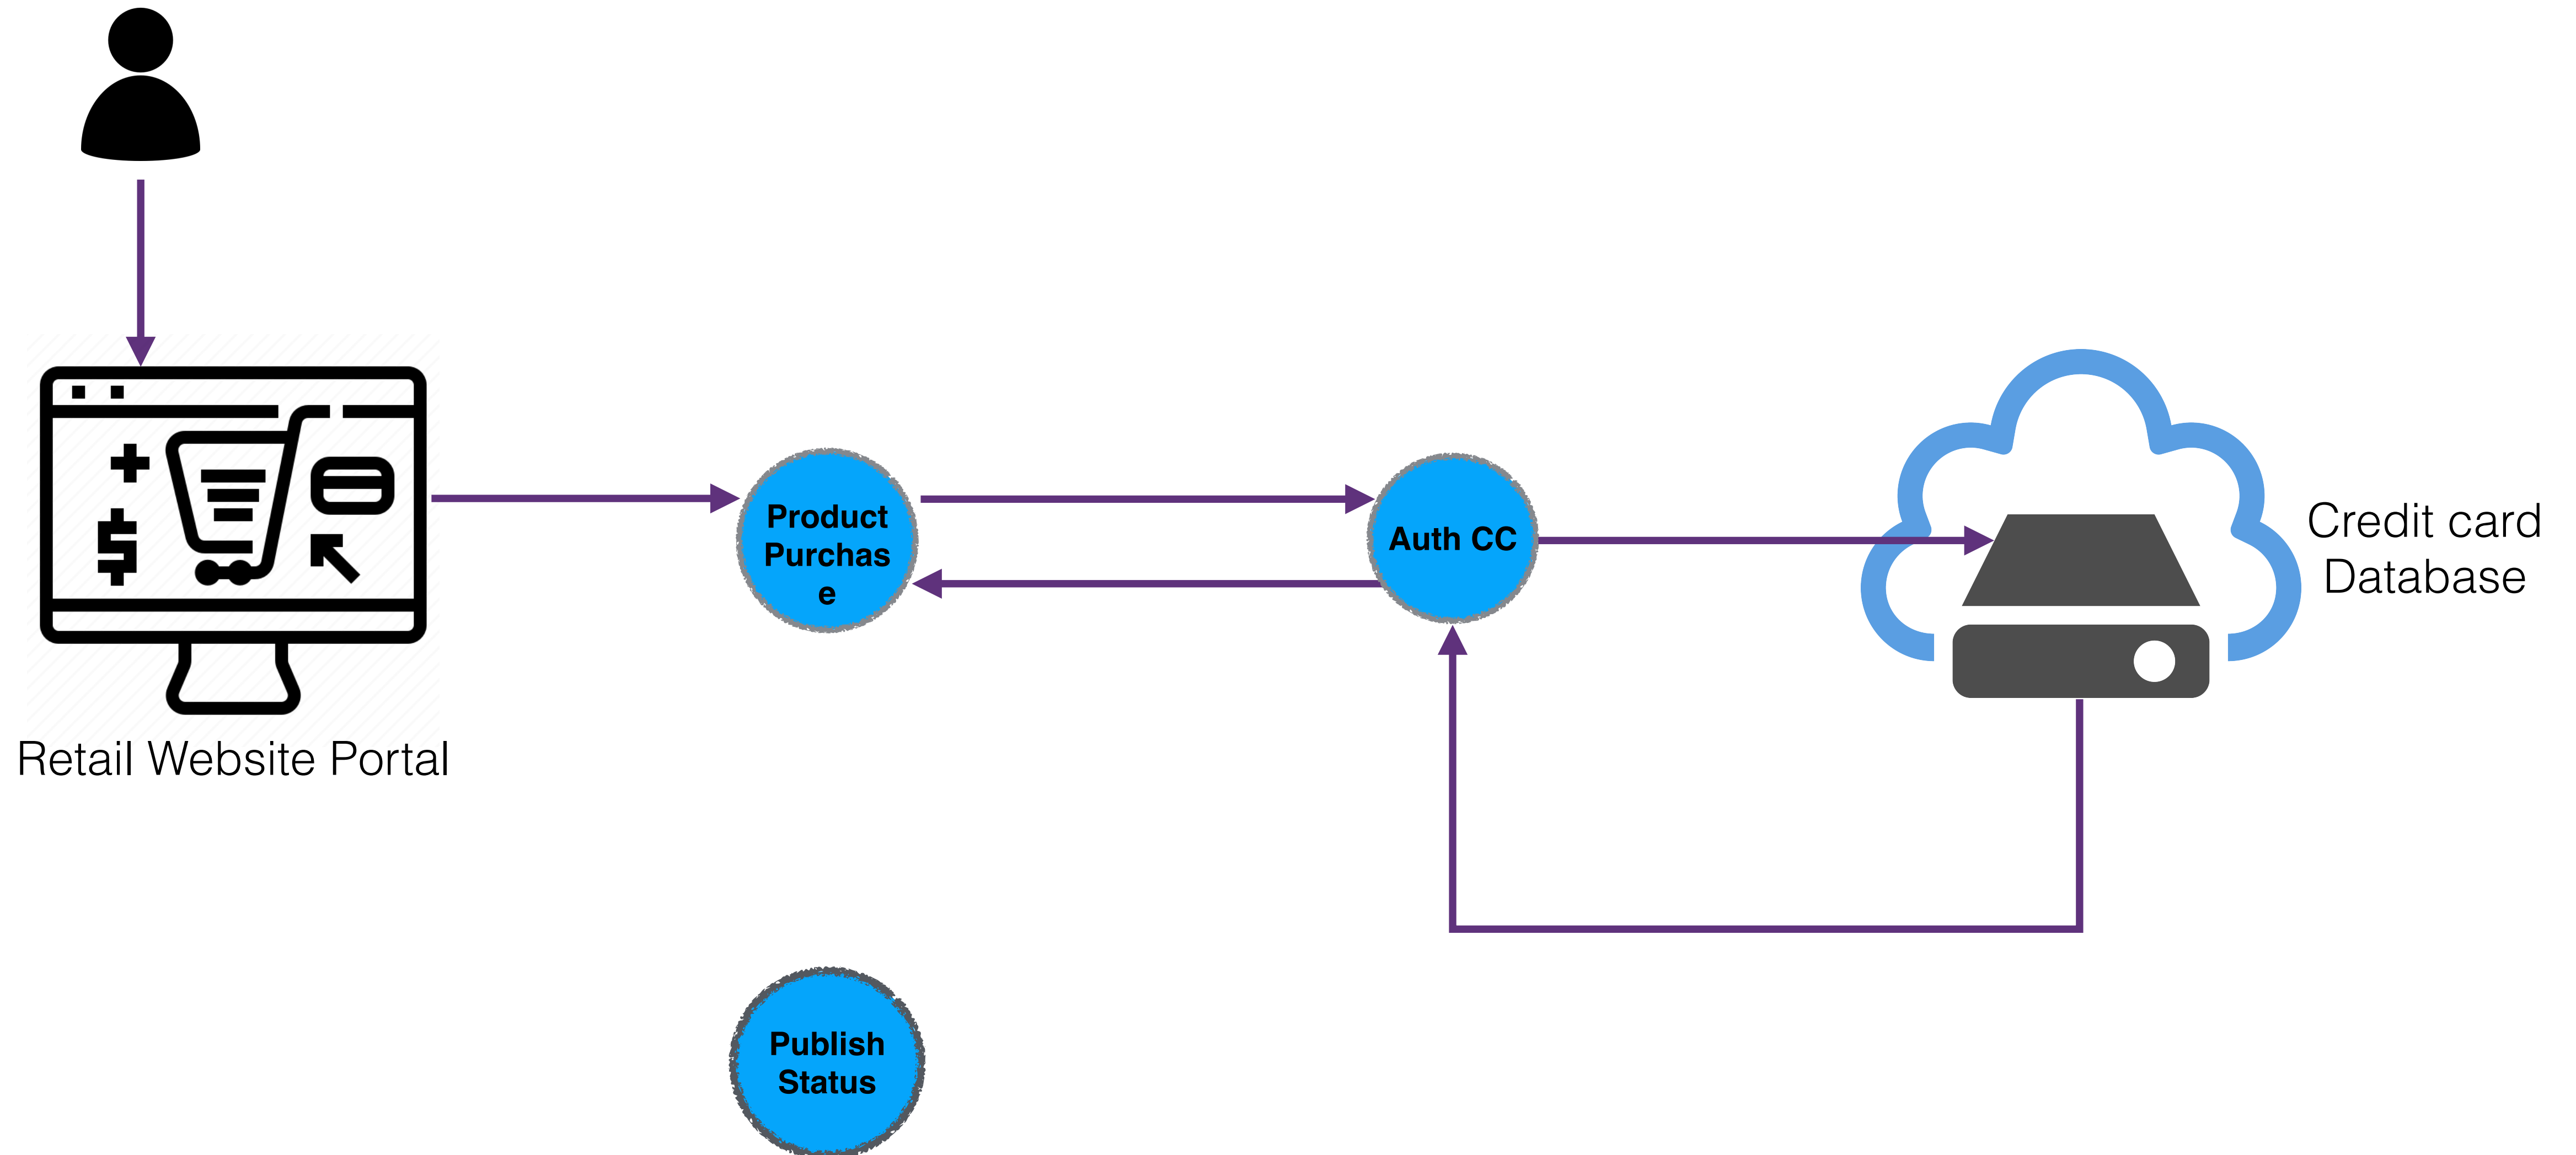 Product
Purchas
e
Auth CC
Credit card
Database
Retail Website Portal
Publish
Status